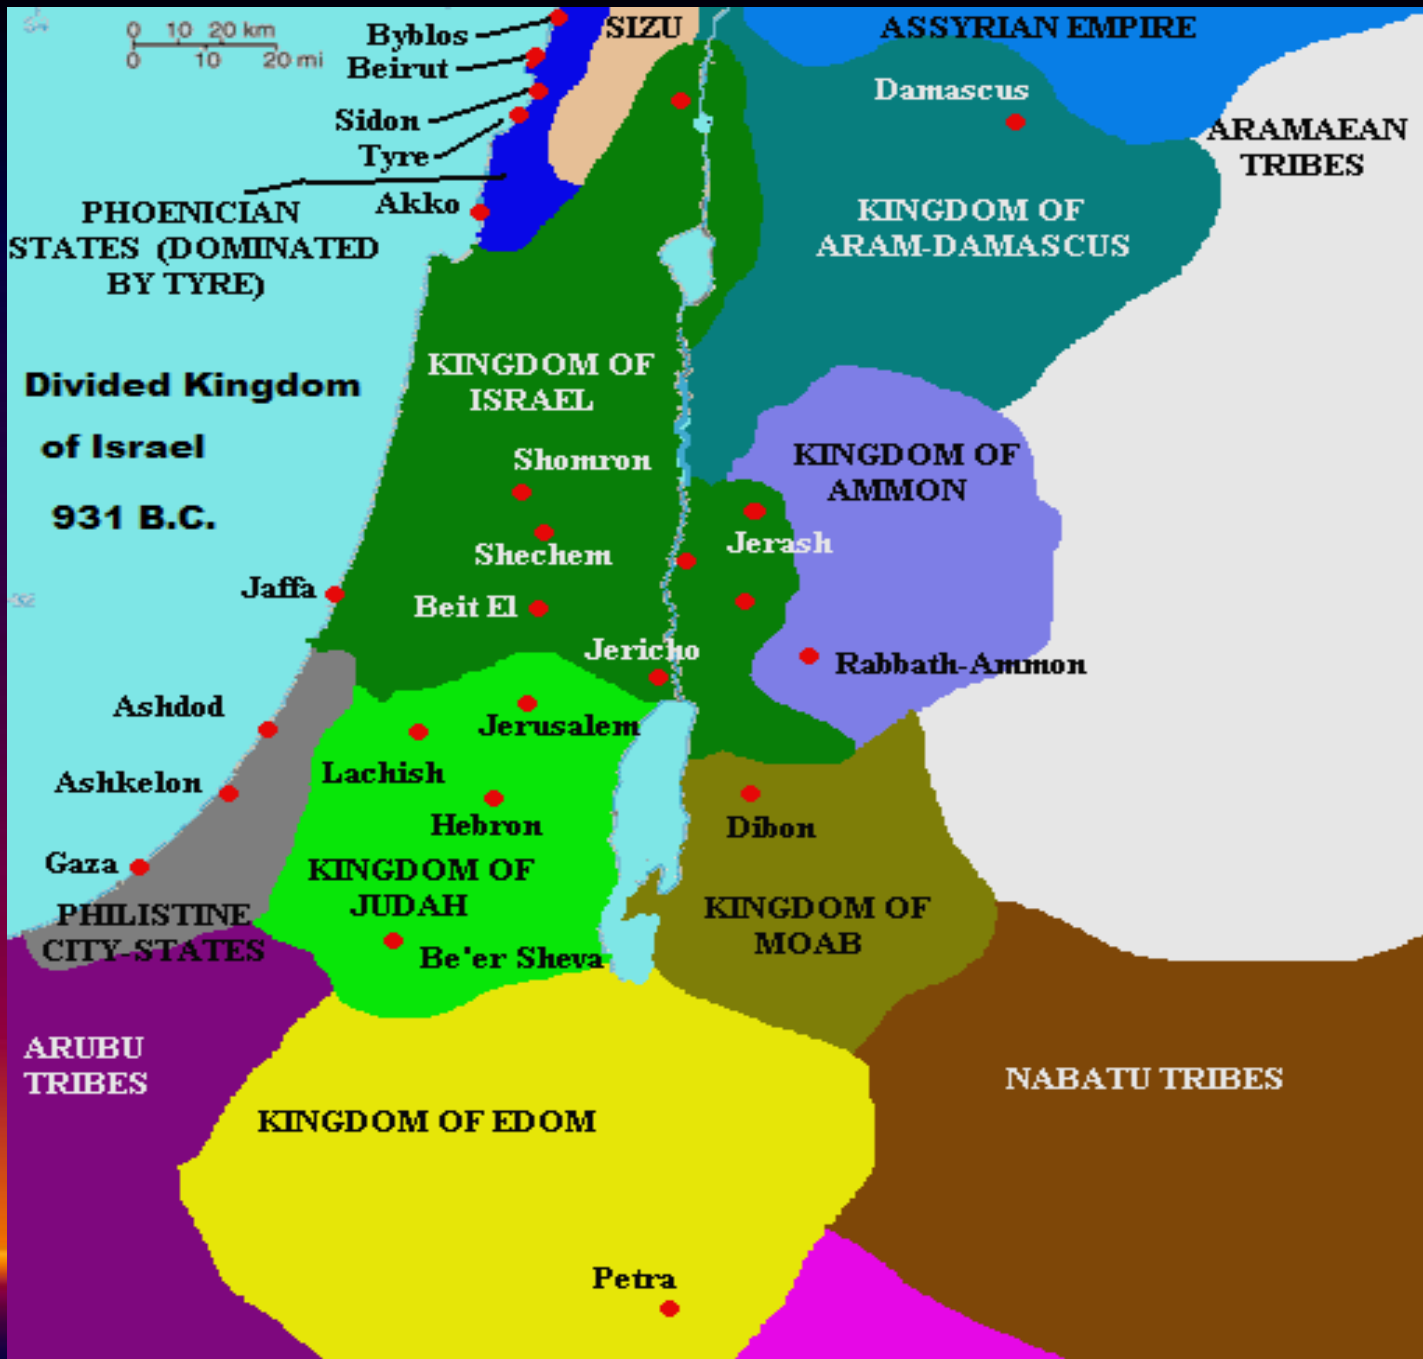 0 10 20 km
0 10 20 mi
Byblos
Beirut
Sidon
Tyre
Akko
PHOENICIAN
STATES (DOMINATED
BY TYRE)
SIZU
ASSYRIAN EMPIRE
Damascus
ARAMAEAN
TRIBES
KINGDOM OF
ARAM-DAMASCUS
Divided Kingdom
of Israel
931 B.C.
KINGDOM OF
ISRAEL
Shomron
Shechem
Beit El
Jericho
Jaffa
KINGDOM OF
AMMON
Jerash
Rabbath-Ammon
Ashdod
Ashkelon
Gaza
PHILISTINE
CITY-STATES
Jerusalem
Lachish
Hebron
KINGDOM OF
JUDAH
Be'er Sheva
Dibon
KINGDOM OF
MOAB
ARUBU
TRIBES
NABATU TRIBES
KINGDOM OF EDOM
Petra